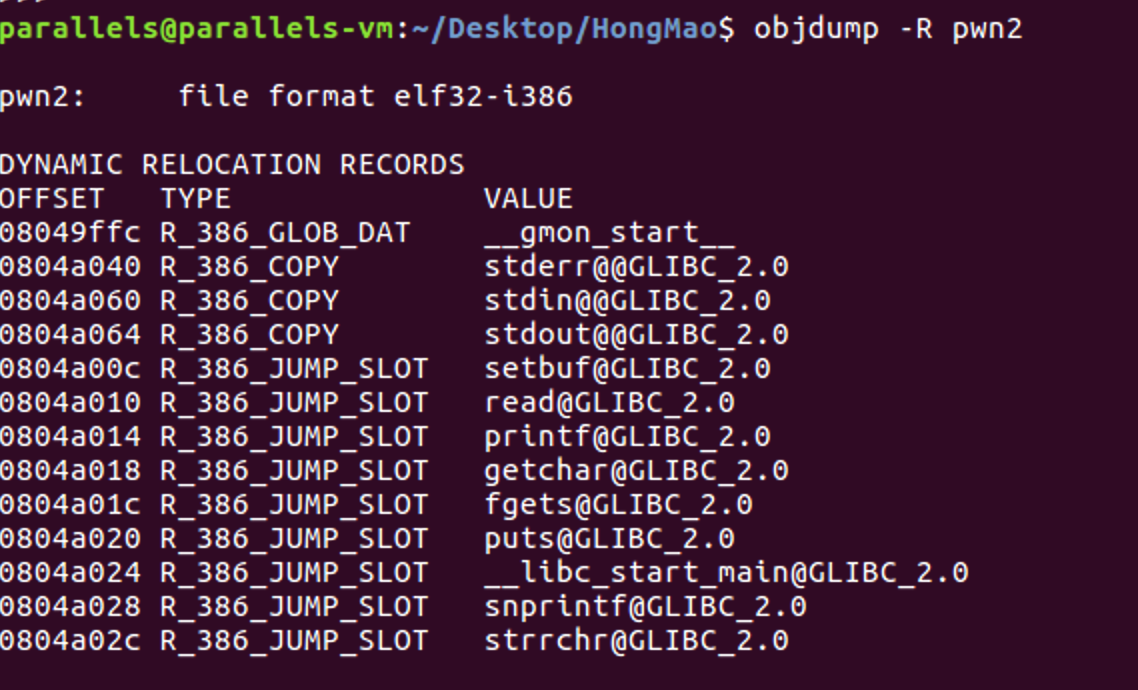 parallels@parallels-vm:~/Desktop/HongMao$ objdump -R pwn2
pwn2:     file format elf32-i386
DYNAMIC RELOCATION RECORDS
OFFSET   TYPE              VALUE
08049ffc R_386_GLOB_DAT    __gmon_start__
0804a040 R_386_COPY        stderr@@GLIBC_2.0
0804a060 R_386_COPY        stdin@@GLIBC_2.0
0804a064 R_386_COPY        stdout@@GLIBC_2.0
0804a00c R_386_JUMP_SLOT   setbuf@GLIBC_2.0
0804a010 R_386_JUMP_SLOT   read@GLIBC_2.0
0804a014 R_386_JUMP_SLOT   printf@GLIBC_2.0
0804a018 R_386_JUMP_SLOT   getchar@GLIBC_2.0
0804a01c R_386_JUMP_SLOT   fgets@GLIBC_2.0
0804a020 R_386_JUMP_SLOT   puts@GLIBC_2.0
0804a024 R_386_JUMP_SLOT   __libc_start_main@GLIBC_2.0
0804a028 R_386_JUMP_SLOT   snprintf@GLIBC_2.0
0804a02c R_386_JUMP_SLOT   strrchr@GLIBC_2.0